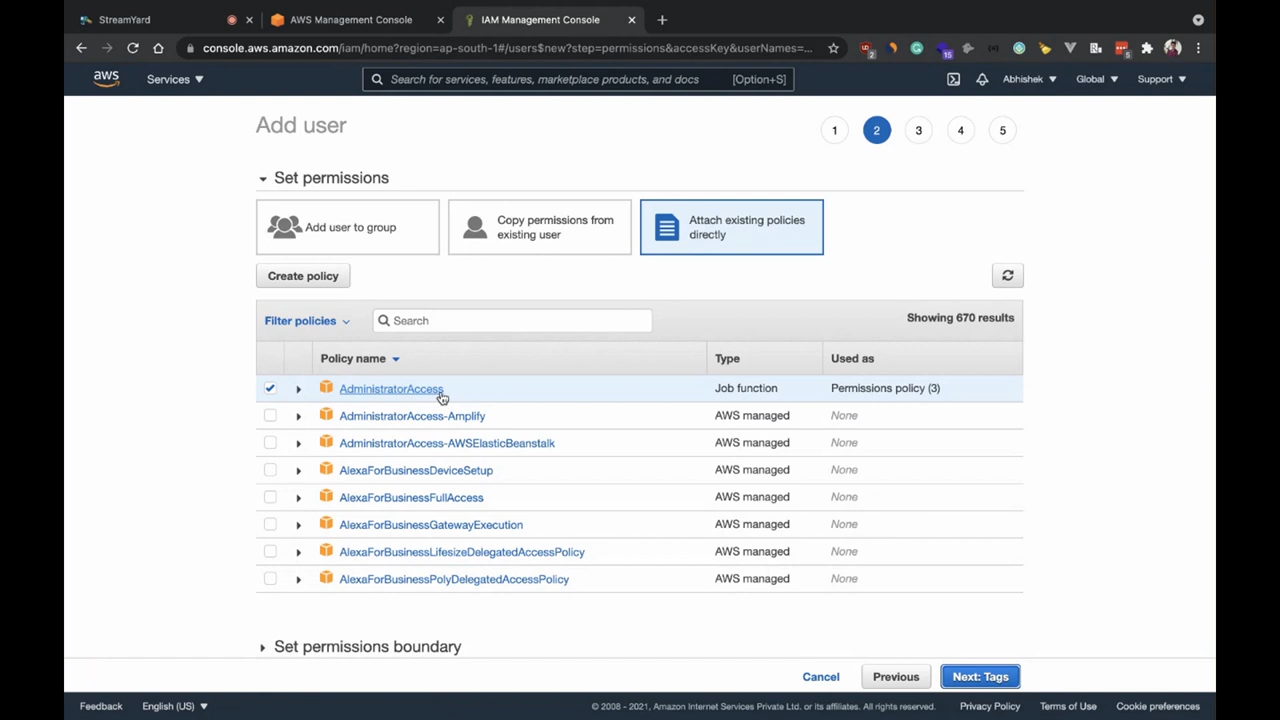 StreamYard
AWS Management Console
IAM Management Console
console.aws.amazon.com/iam/home?region=ap-south-1#/users$new?step=permissions&accessKey&userNames=...
2
15
5
aws
Services
Search for services, features, marketplace products, and docs
[Option+S]
Abhishek
Global
Support
Add user
1 2 3 4 5
Set permissions
Add user to group
Copy permissions from
existing user
Attach existing policies
directly
Create policy
Filter policies
Search
Showing 670 results
Policy name Type Used as
AdministratorAccess Job function Permissions policy (3)
AdministratorAccess-Amplify AWS managed None
AdministratorAccess-AWSElasticBeanstalk AWS managed None
AlexaForBusinessDeviceSetup AWS managed None
AlexaForBusinessFullAccess AWS managed None
AlexaForBusinessGatewayExecution AWS managed None
AlexaForBusinessLifesizeDelegatedAccessPolicy AWS managed None
AlexaForBusinessPolyDelegatedAccessPolicy AWS managed None
Set permissions boundary
Cancel
Previous
Next: Tags
Feedback English (US) © 2008 - 2021, Amazon Internet Services Private Ltd. or its affiliates. All rights reserved. Privacy Policy Terms of Use Cookie preferences